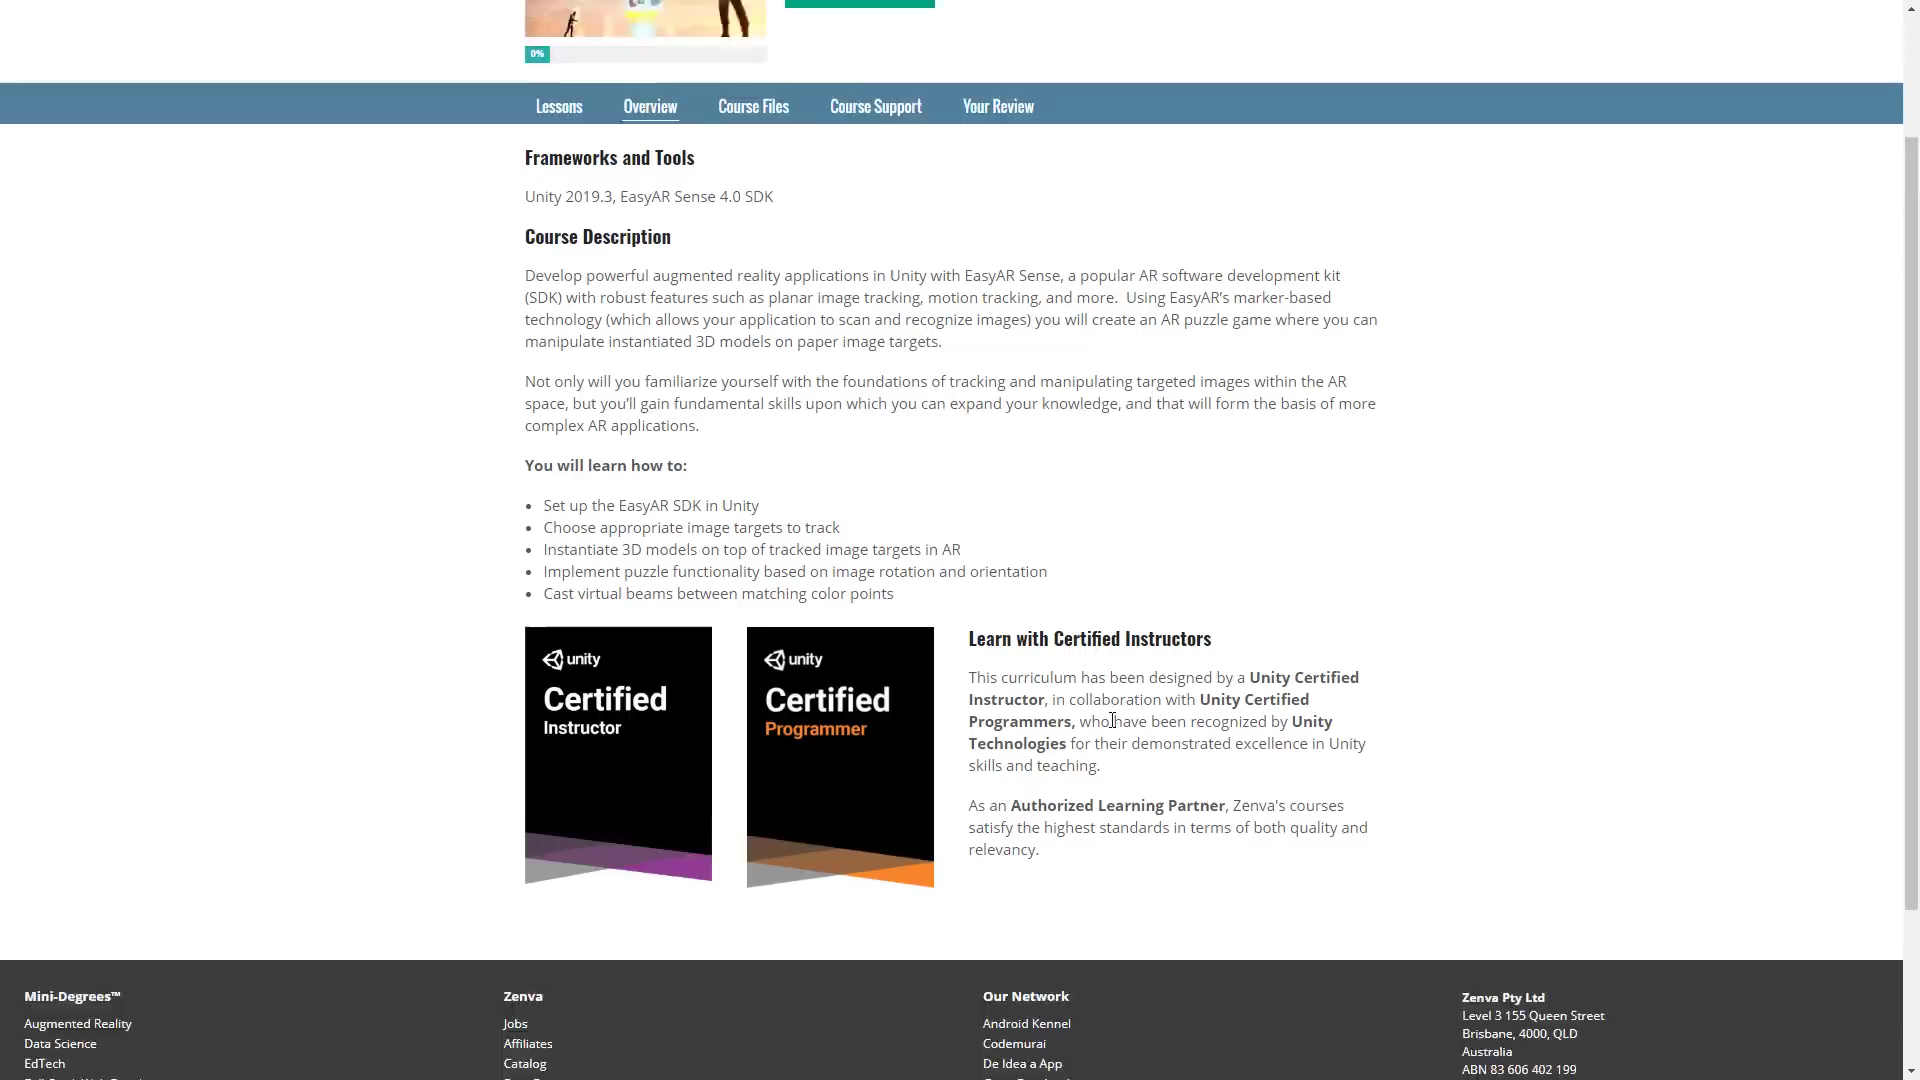 0%
Lessons
Overview
Course Files
Course Support
Your Review
Frameworks and Tools
Unity 2019.3, EasyAR Sense 4.0 SDK
Course Description
Develop powerful augmented reality applications in Unity with EasyAR Sense, a popular AR software development kit
(SDK) with robust features such as planar image tracking, motion tracking, and more.  Using EasyAR's marker-based
technology (which allows your application to scan and recognize images) you will create an AR puzzle game where you can
manipulate instantiated 3D models on paper image targets.
Not only will you familiarize yourself with the foundations of tracking and manipulating targeted images within the AR
space, but you'll gain fundamental skills upon which you can expand your knowledge, and that will form the basis of more
complex AR applications.
You will learn how to:
• Set up the EasyAR SDK in Unity
• Choose appropriate image targets to track
• Instantiate 3D models on top of tracked image targets in AR
• Implement puzzle functionality based on image rotation and orientation
• Cast virtual beams between matching color points
unity
Certified
Instructor
unity
Certified
Programmer
Learn with Certified Instructors
This curriculum has been designed by a Unity Certified
Instructor, in collaboration with Unity Certified
Programmers, who have been recognized by Unity
Technologies for their demonstrated excellence in Unity
skills and teaching.
As an Authorized Learning Partner, Zenva's courses
satisfy the highest standards in terms of both quality and
relevancy.
Mini-Degrees™
Augmented Reality
Data Science
EdTech
Zenva
Jobs
Affiliates
Catalog
Our Network
Android Kennel
Codemurai
De Idea a App
Zenva Pty Ltd
Level 3 155 Queen Street
Brisbane, 4000, QLD
Australia
ABN 83 606 402 199